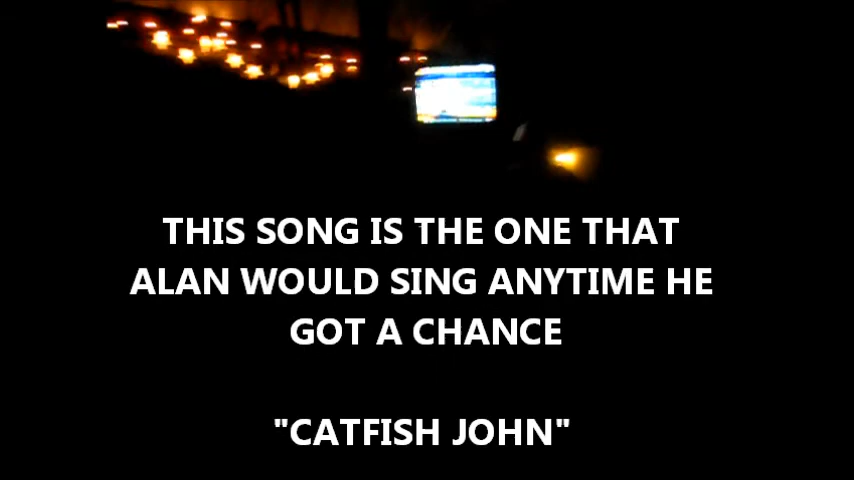 THIS SONG IS THE ONE THAT
ALAN WOULD SING ANYTIME HE
GOT A CHANCE
"CATFISH JOHN"